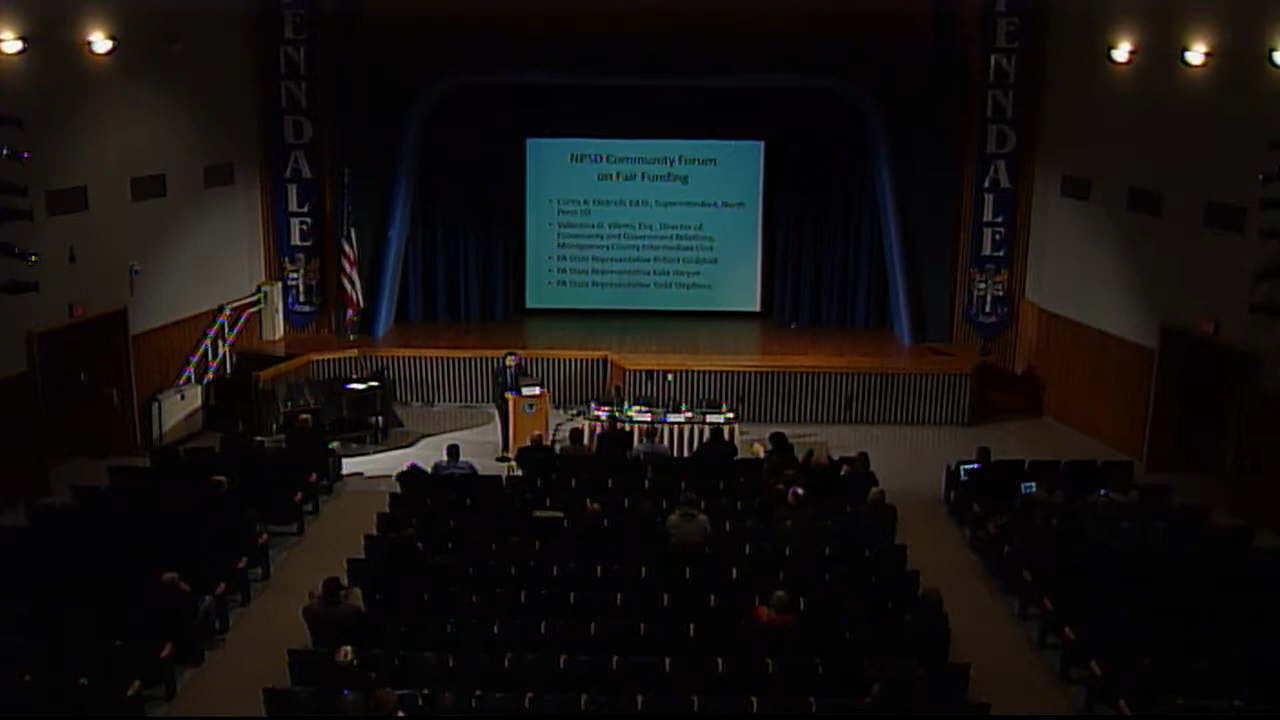 ENNDALE
ENNDALE
NPSD Community Forum
on Fair Funding
• Curtis R. Dietrich, Ed.D., Superintendent, North
Penn SD
• Valentina G. Viletto, Esq., Director of
Community and Government Relations,
Montgomery County Intermediate Unit
• PA State Representative Robert Godshall
• PA State Representative Kate Harper
• PA State Representative Todd Stephens